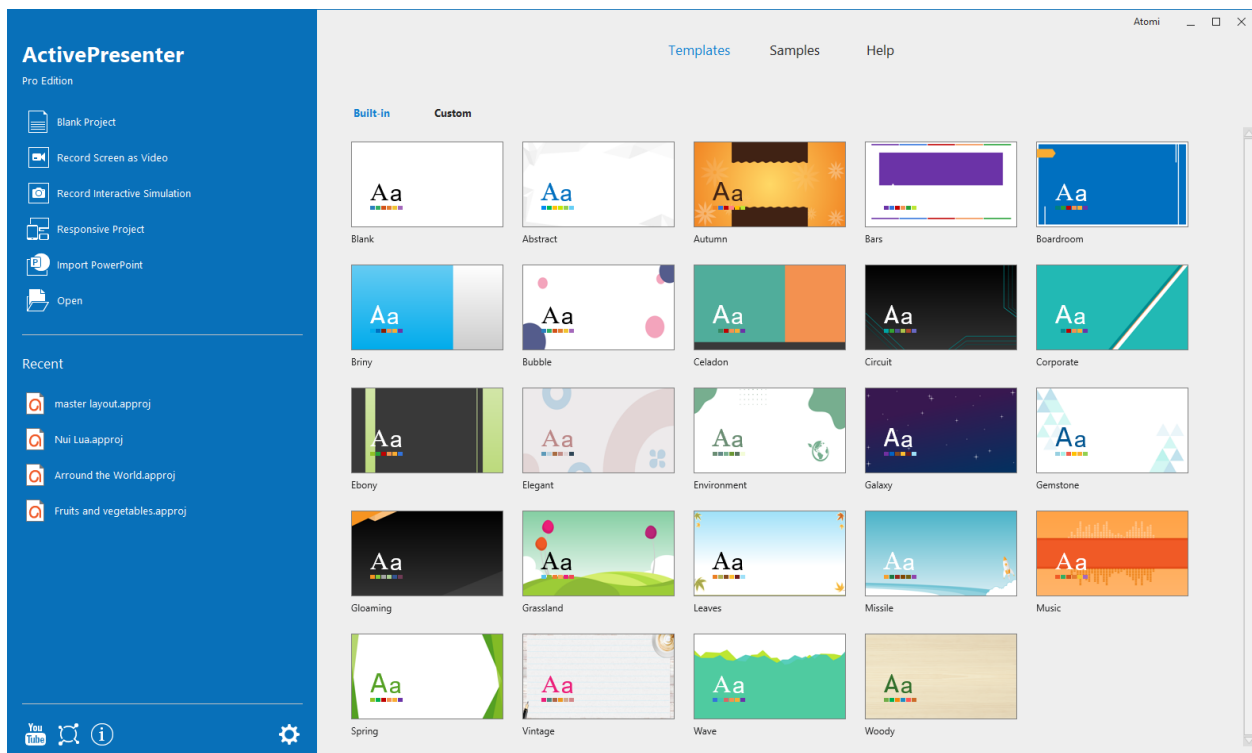 Atomi
ActivePresenter
Pro Edition
Blank Project
Record Screen as Video
Record Interactive Simulation
Responsive Project
Import PowerPoint
Open
Recent
master layout.approj
Nui Lua.approj
Arround the World.approj
Fruits and vegetables.approj
You
Tube
Templates Samples Help
Built-in Custom
Aa Aa Aa Aa
Blank Abstract Autumn Bars Boardroom
Aa Aa Aa Aa Aa
Briny Bubble Celadon Circuit Corporate
Aa Aa Aa Aa Aa
Ebony Elegant Environment Galaxy Gemstone
Aa Aa Aa Aa Aa
Gloaming Grassland Leaves Missile Music
Aa Aa Aa Aa
Spring Vintage Wave Woody